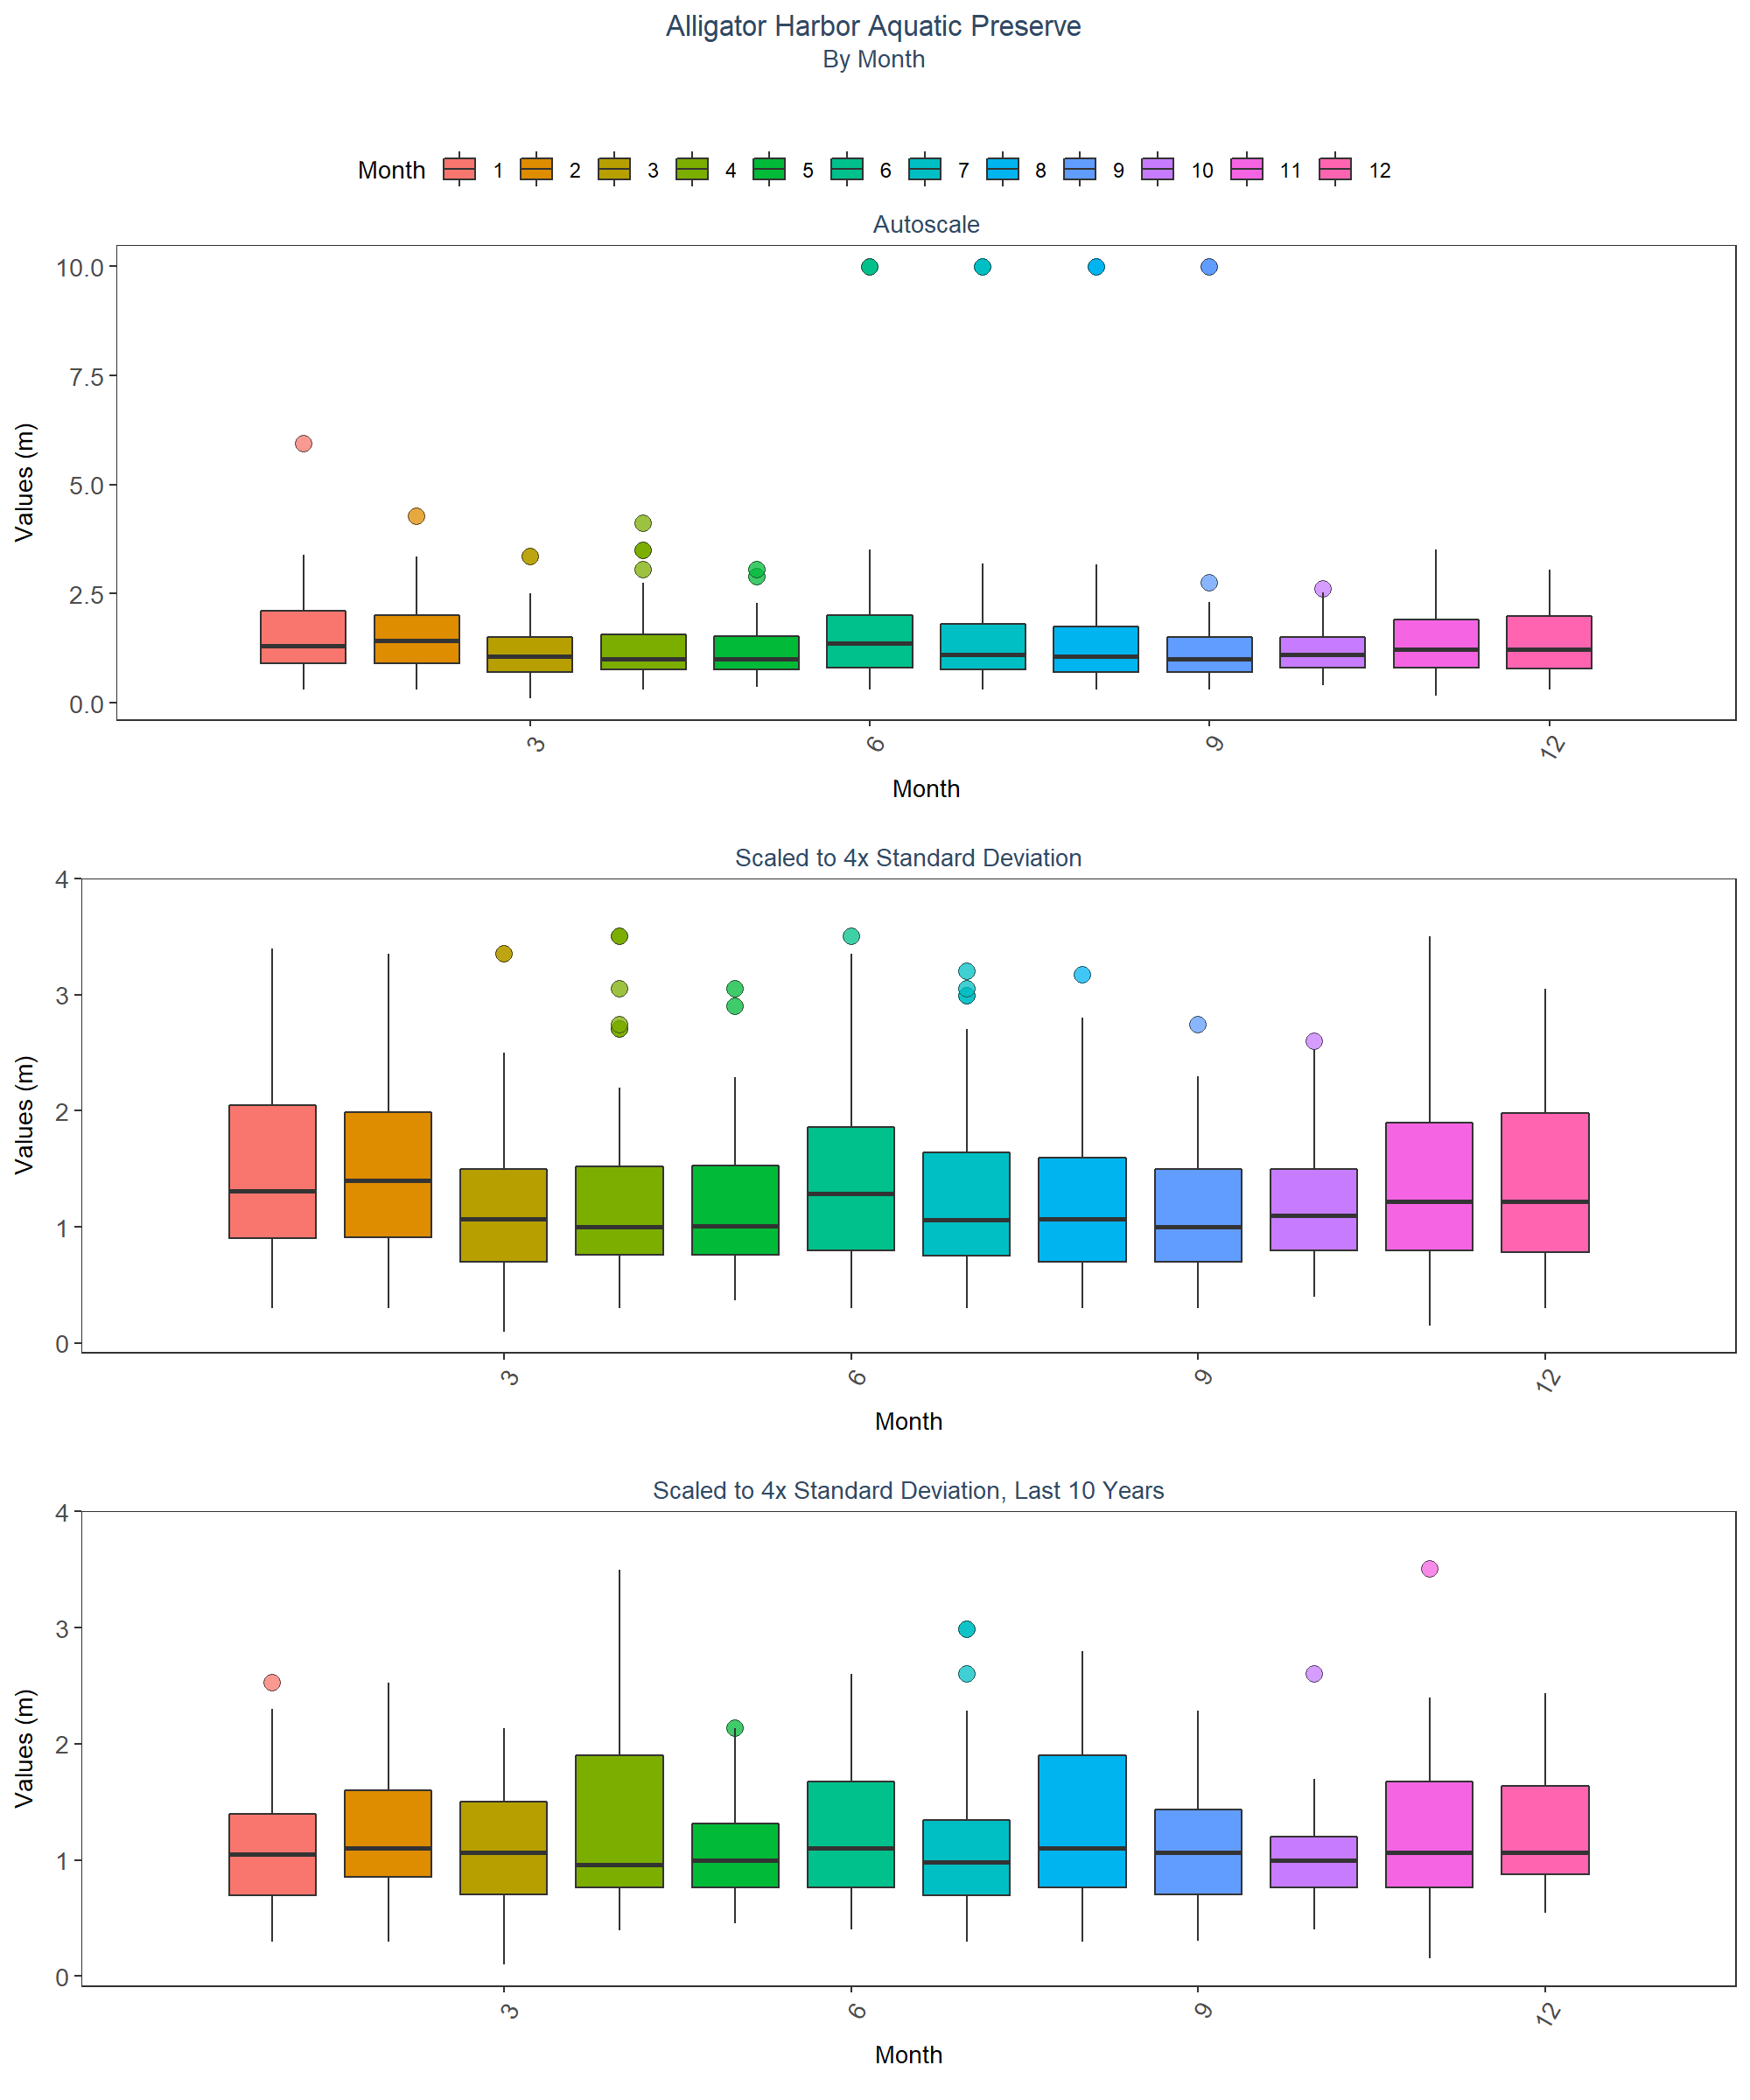 Alligator Harbor Aquatic Preserve
By Month
Month 1 2 3 4 5 6 7 8 9 10 11 12
Autoscale
10.0
7.5
5.0
2.5
0.0
Values (m)
3 6 9 12
Month
Scaled to 4x Standard Deviation
4
3
2
1
0
Values (m)
3 6 9 12
Month
Scaled to 4x Standard Deviation, Last 10 Years
4
3
2
1
0
Values (m)
3 6 9 12
Month